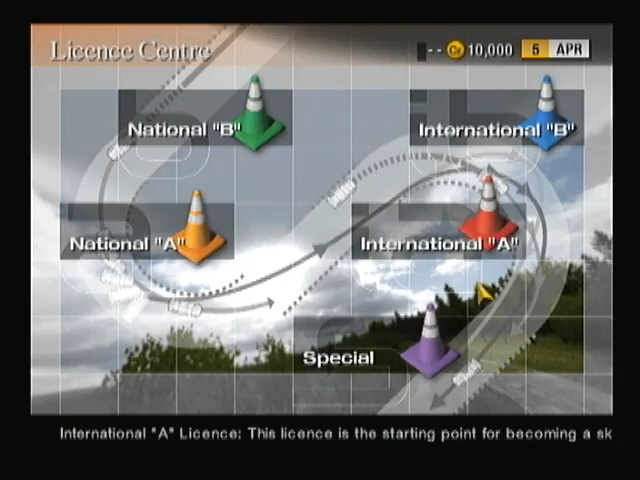 Licence Centre
-- Cr 10,000 5 APR
National "B"
International "B"
National "A"
International "A"
Special
International "A" Licence: This licence is the starting point for becoming a sk